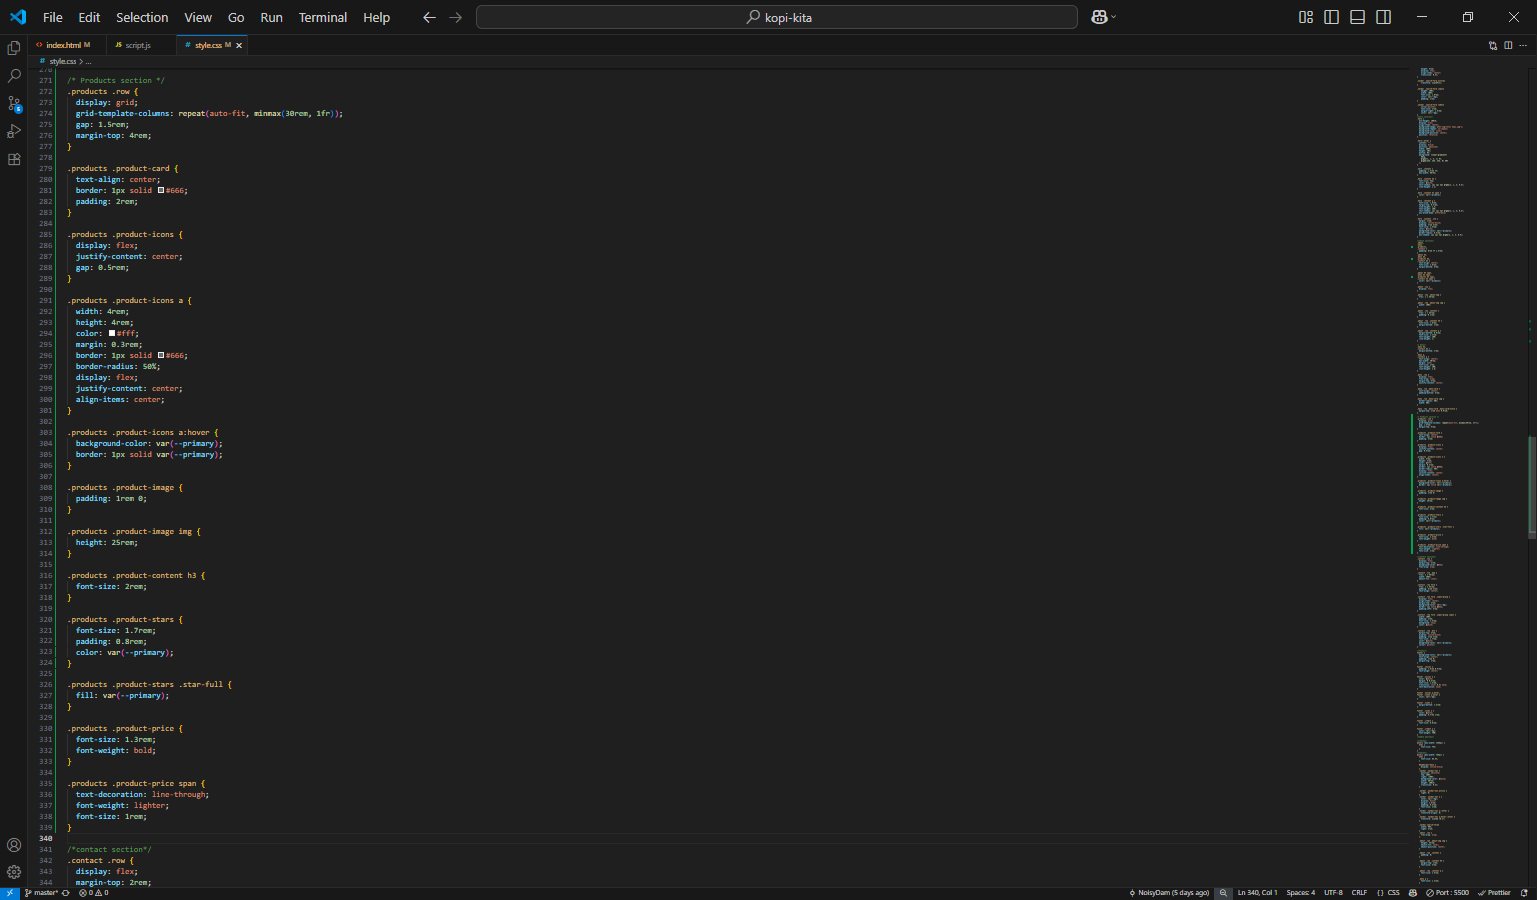 File Edit Selection View Go Run Terminal Help
kopi-kita
index.html M
script.js
style.css M
# style.css > ...
270
271 /* Products section */
272 .products .row {
273 display: grid;
274 grid-template-columns: repeat(auto-fit, minmax(30rem, 1fr));
275 gap: 1.5rem;
276 margin-top: 4rem;
277 }
278
279 .products .product-card {
280 text-align: center;
281 border: 1px solid #666;
282 padding: 2rem;
283 }
284
285 .products .product-icons {
286 display: flex;
287 justify-content: center;
288 gap: 0.5rem;
289 }
290
291 .products .product-icons a {
292 width: 4rem;
293 height: 4rem;
294 color: #fff;
295 margin: 0.3rem;
296 border: 1px solid #666;
297 border-radius: 50%;
298 display: flex;
299 justify-content: center;
300 align-items: center;
301 }
302
303 .products .product-icons a:hover {
304 background-color: var(--primary);
305 border: 1px solid var(--primary);
306 }
307
308 .products .product-image {
309 padding: 1rem 0;
310 }
311
312 .products .product-image img {
313 height: 25rem;
314 }
315
316 .products .product-content h3 {
317 font-size: 2rem;
318 }
319
320 .products .product-stars {
321 font-size: 1.7rem;
322 padding: 0.8rem;
323 color: var(--primary);
324 }
325
326 .products .product-stars .star-full {
327 fill: var(--primary);
328 }
329
330 .products .product-price {
331 font-size: 1.3rem;
332 font-weight: bold;
333 }
334
335 .products .product-price span {
336 text-decoration: line-through;
337 font-weight: lighter;
338 font-size: 1rem;
339 }
340
341 /*contact section*/
342 .contact .row {
343 display: flex;
344 margin-top: 2rem;
master* 0 0 NoisyDam (5 days ago) Ln 340, Col 1 Spaces: 4 UTF-8 CRLF {} CSS Port : 5500 Prettier